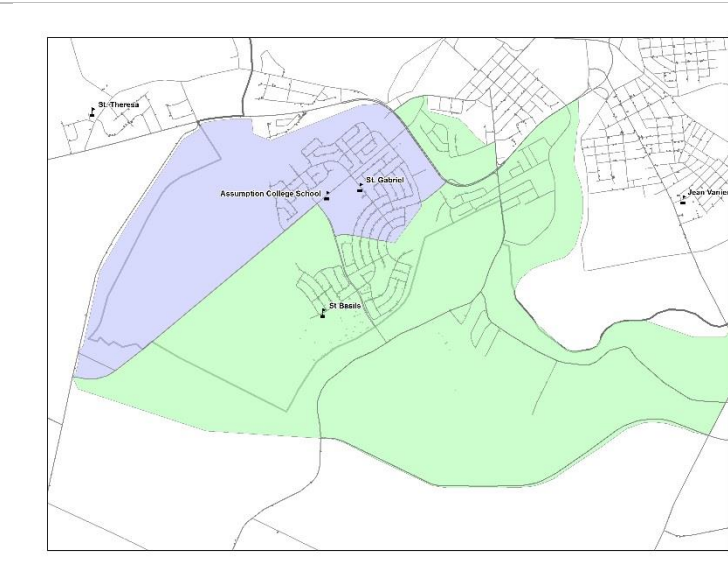 St. Theresa
St. Gabriel
Assumption College School
Jean Vanier
St Basils